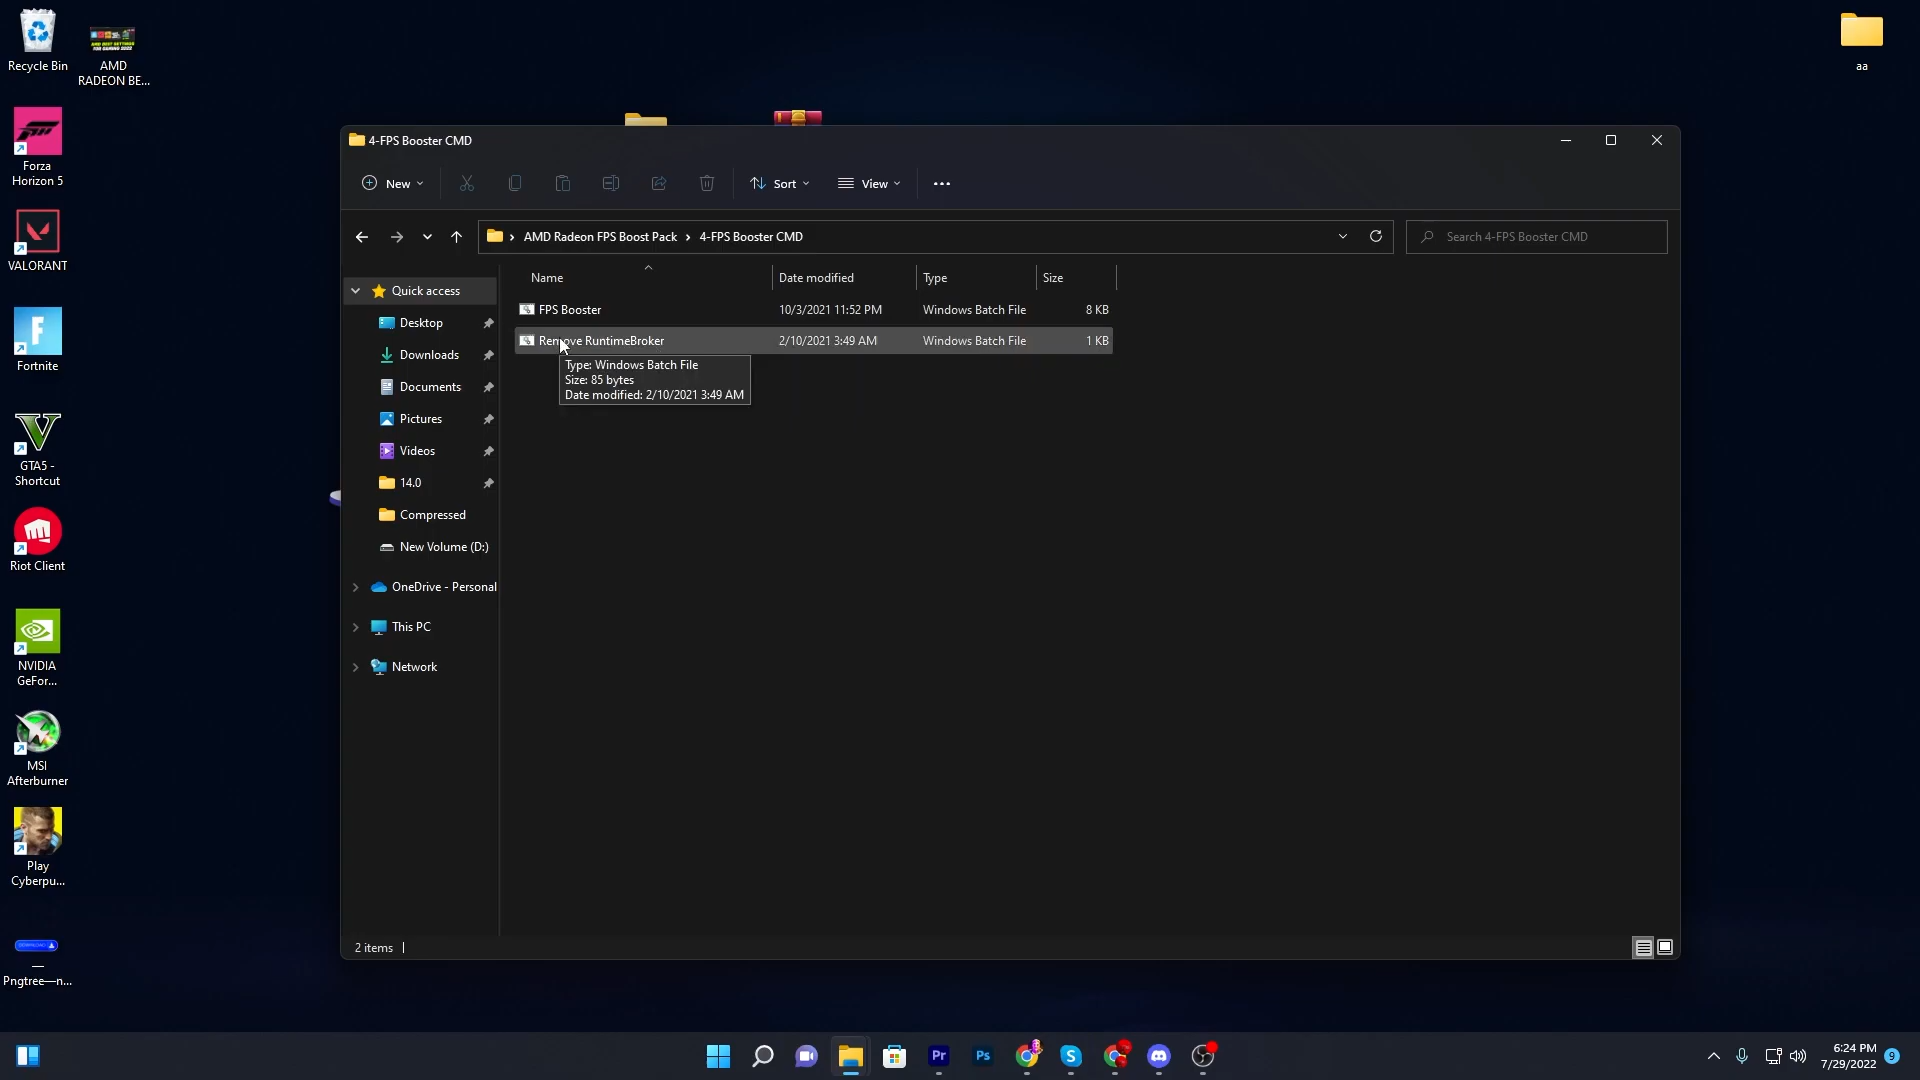 Recycle Bin
AMD
RADEON BE...
aa
Forza
Horizon 5
VALORANT
Fortnite
GTA5 -
Shortcut
Riot Client
NVIDIA
GeFor...
MSI
Afterburner
Play
Cyberpu...
Pngtree—n...
4-FPS Booster CMD
New
Sort
View
AMD Radeon FPS Boost Pack
4-FPS Booster CMD
Search 4-FPS Booster CMD
Name
Date modified
Type
Size
FPS Booster
10/3/2021 11:52 PM
Windows Batch File
8 KB
Remove RuntimeBroker
2/10/2021 3:49 AM
Windows Batch File
1 KB
Type: Windows Batch File
Size: 85 bytes
Date modified: 2/10/2021 3:49 AM
Quick access
Desktop
Downloads
Documents
Pictures
Videos
14.0
Compressed
New Volume (D:)
OneDrive - Personal
This PC
Network
2 items
Pr
Ps
6:24 PM
7/29/2022
9